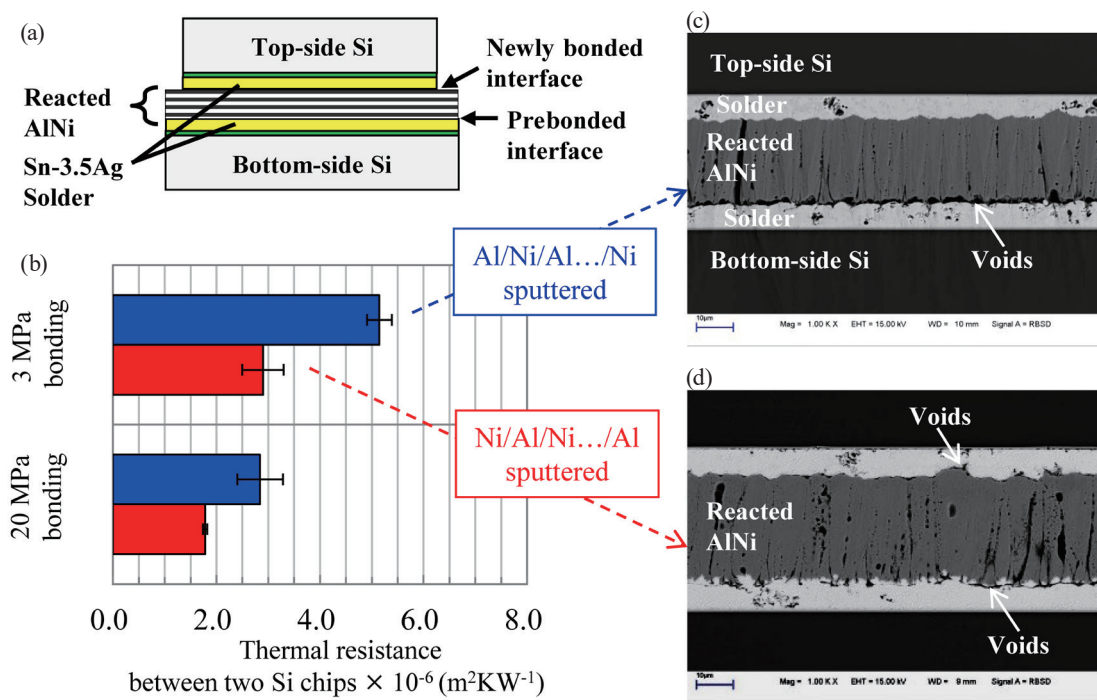 (a)
Top-side Si
Newly bonded
interface
Reacted
AlNi
Prebonded
interface
Sn-3.5Ag
Solder
Bottom-side Si
(b)
3 MPa
bonding
20 MPa
bonding
0.0 2.0 4.0 6.0 8.0
Thermal resistance
between two Si chips × 10⁻⁶ (m²KW⁻¹)
Al/Ni/Al…/Ni
sputtered
Ni/Al/Ni…/Al
sputtered
(c)
Top-side Si
Solder
Reacted
AlNi
Solder
Voids
Bottom-side Si
10µm
Mag = 1.00 K X EHT = 15.00 kV WD = 10 mm Signal A = RBSD
(d)
Voids
Reacted
AlNi
Voids
10µm
Mag = 1.00 K X EHT = 15.00 kV WD = 9 mm Signal A = RBSD